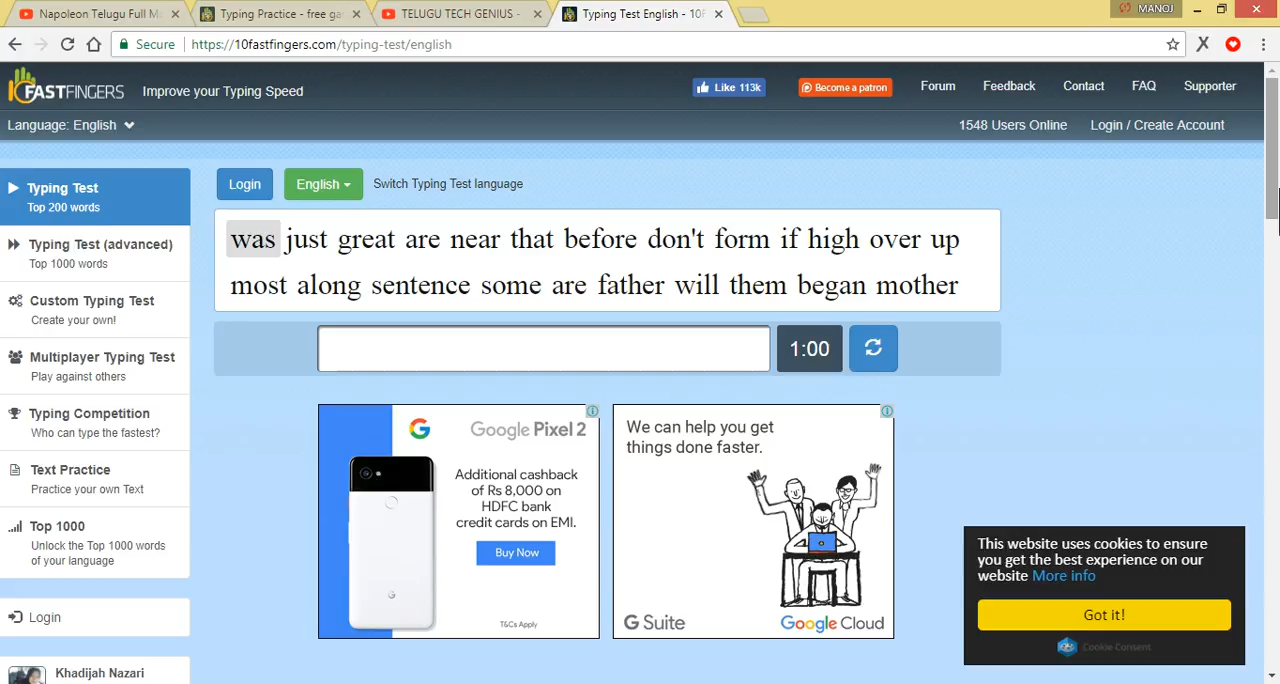 Napoleon Telugu Full M
Typing Practice - free ga
TELUGU TECH GENIUS -
Typing Test English - 10F
MANOJ
Secure
https://10fastfingers.com/typing-test/english
10FASTFINGERS
Improve your Typing Speed
Like 113k
Become a patron
Forum
Feedback
Contact
FAQ
Supporter
Language: English
1548 Users Online
Login / Create Account
Typing Test
Top 200 words
Typing Test (advanced)
Top 1000 words
Custom Typing Test
Create your own!
Multiplayer Typing Test
Play against others
Typing Competition
Who can type the fastest?
Text Practice
Practice your own Text
Top 1000
Unlock the Top 1000 words
of your language
Login
Khadijah Nazari
Login
English
Switch Typing Test language
was just great are near that before don't form if high over up
most along sentence some are father will them began mother
1:00
Google Pixel 2
Additional cashback
of Rs 8,000 on
HDFC bank
credit cards on EMI.
Buy Now
T&Cs Apply
We can help you get
things done faster.
G Suite
Google Cloud
This website uses cookies to ensure
you get the best experience on our
website More info
Got it!
Cookie Consent